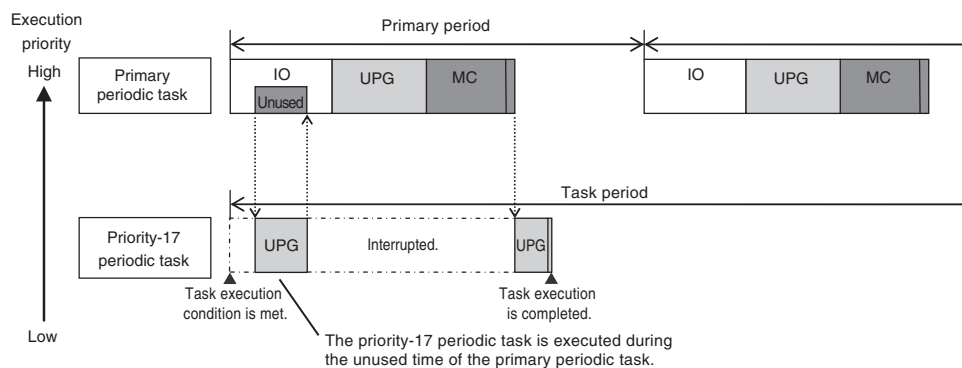 Execution
priority
High
Primary period
Primary
periodic task
IO
Unused
UPG
MC
IO
UPG
MC
Task period
Priority-17
periodic task
UPG
Interrupted.
UPG
Task execution
condition is met.
Task execution
is completed.
Low
The priority-17 periodic task is executed during
the unused time of the primary periodic task.